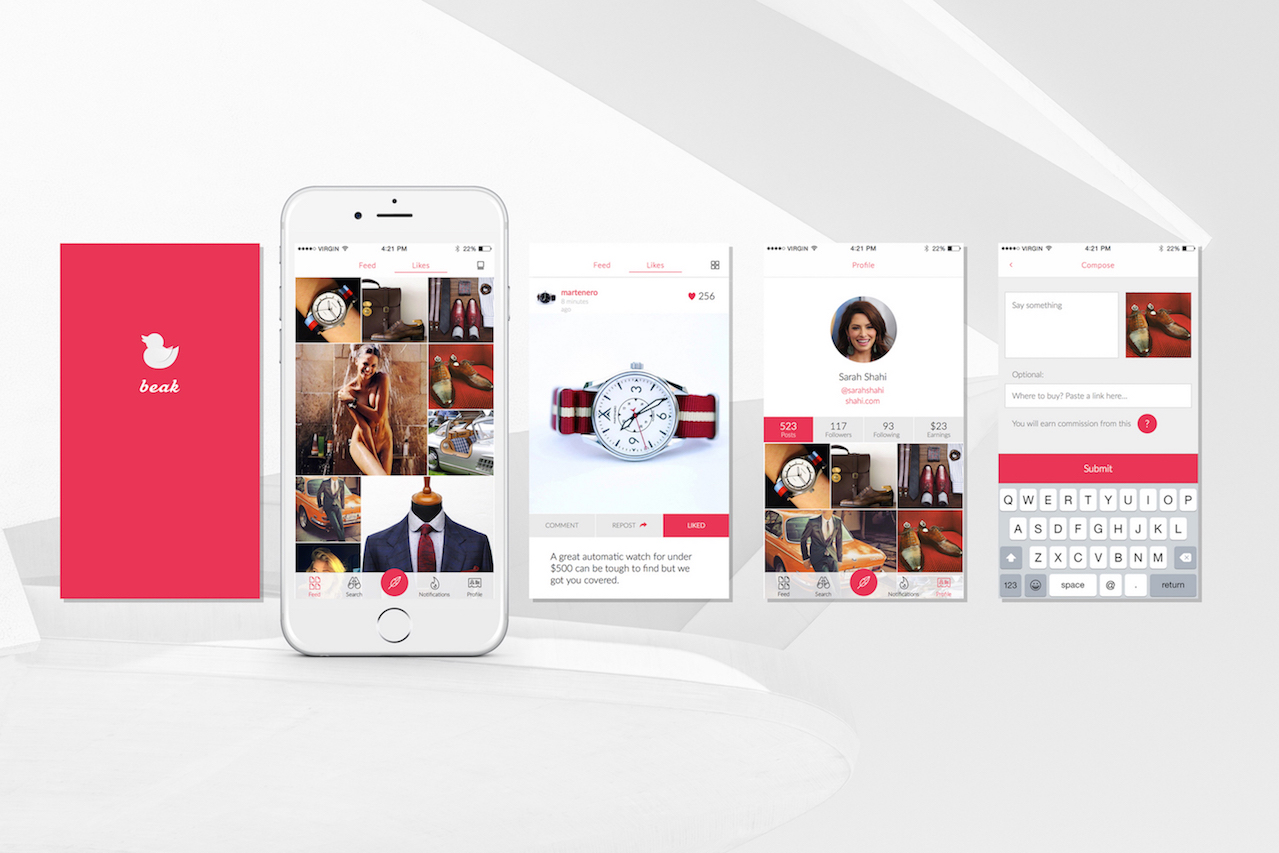 beak
VIRGIN 4:21 PM 22%
Feed Likes
Feed Search Notifications Profile
Feed Likes
martenero
8 minutes
ago
256
COMMENT REPOST LIKED
A great automatic watch for under
$500 can be tough to find but we
got you covered.
VIRGIN 4:21 PM 22%
Profile
Sarah Shahi
@sarahshahi
shahi.com
523 117 93 $23
Posts Followers Following Earnings
Feed Search Notifications Profile
VIRGIN 4:21 PM 22%
Compose
Say something
Optional:
Where to buy? Paste a link here...
You will earn commission from this ?
Submit
Q W E R T Y U I O P
A S D F G H J K L
Z X C V B N M
123 space @ . return